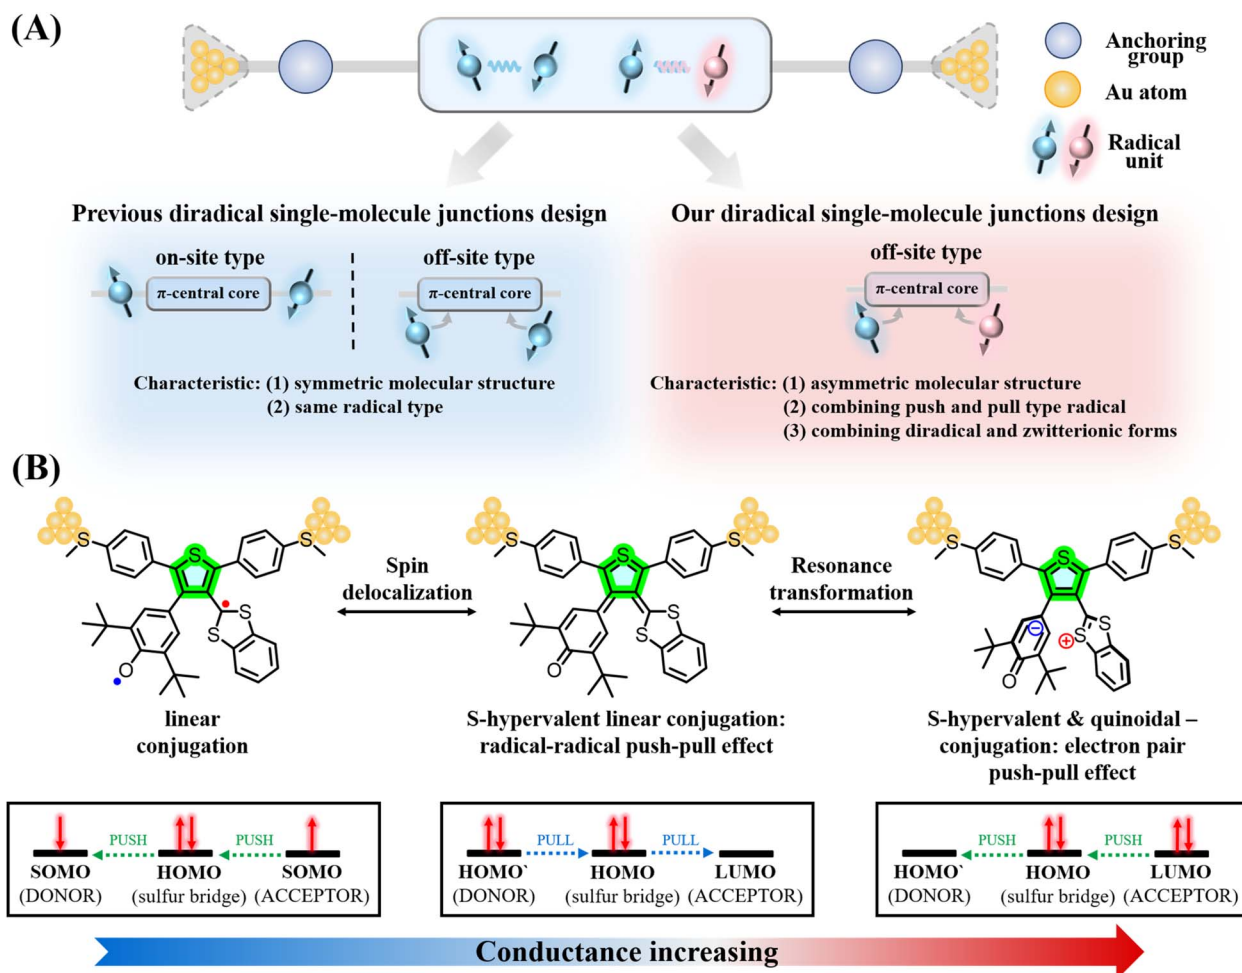 (A)
Anchoring
group
Au atom
Radical
unit
Previous diradical single-molecule junctions design
on-site type
off-site type
π-central core
π-central core
Characteristic: (1) symmetric molecular structure
(2) same radical type
Our diradical single-molecule junctions design
off-site type
π-central core
Characteristic: (1) asymmetric molecular structure
(2) combining push and pull type radical
(3) combining diradical and zwitterionic forms
(B)
S S S
S
S
O
linear
conjugation
Spin
delocalization
S S S
S
S
O
S-hypervalent linear conjugation:
radical-radical push-pull effect
Resonance
transformation
S S S
S
S
− +
O
S-hypervalent & quinoidal –
conjugation: electron pair
push-pull effect
PUSH PUSH
SOMO HOMO SOMO
(DONOR) (sulfur bridge) (ACCEPTOR)
PULL PULL
HOMO` HOMO LUMO
(DONOR) (sulfur bridge) (ACCEPTOR)
PUSH PUSH
HOMO` HOMO LUMO
(DONOR) (sulfur bridge) (ACCEPTOR)
Conductance increasing